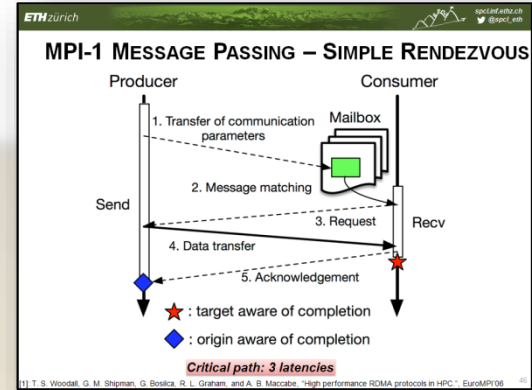 ETHzürich
spcl.inf.ethz.ch
@spcl_eth
MPI-1 MESSAGE PASSING – SIMPLE RENDEZVOUS
Producer
Consumer
1. Transfer of communication
parameters
Mailbox
2. Message matching
Send
3. Request
Recv
4. Data transfer
5. Acknowledgement
: target aware of completion
: origin aware of completion
Critical path: 3 latencies
[1]: T. S. Woodall, G. M. Shipman, G. Bosilca, R. L. Graham, and A. B. Maccabe, "High performance RDMA protocols in HPC.", EuroMPI'06